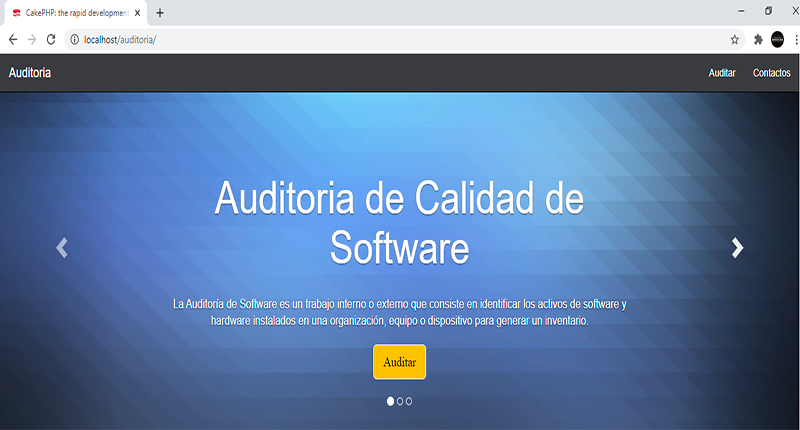 CakePHP: the rapid development
localhost/auditoria/
Auditoria
Auditar
Contactos
Auditoria de Calidad de
Software
La Auditoría de Software es un trabajo interno o externo que consiste en identificar los activos de software y
hardware instalados en una organización, equipo o dispositivo para generar un inventario.
Auditar